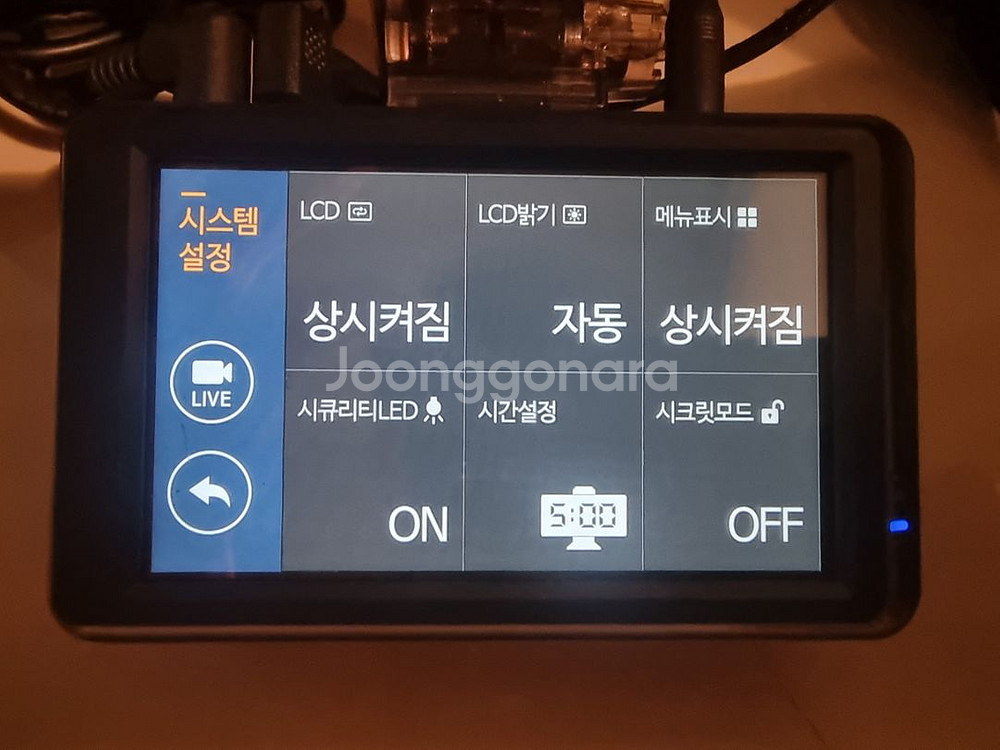 시스템
설정
LIVE
LCD
상시켜짐
LCD밝기
자동
메뉴표시
상시켜짐
Joonggonara
시큐리티LED
ON
시간설정
5:00
시크릿모드
OFF